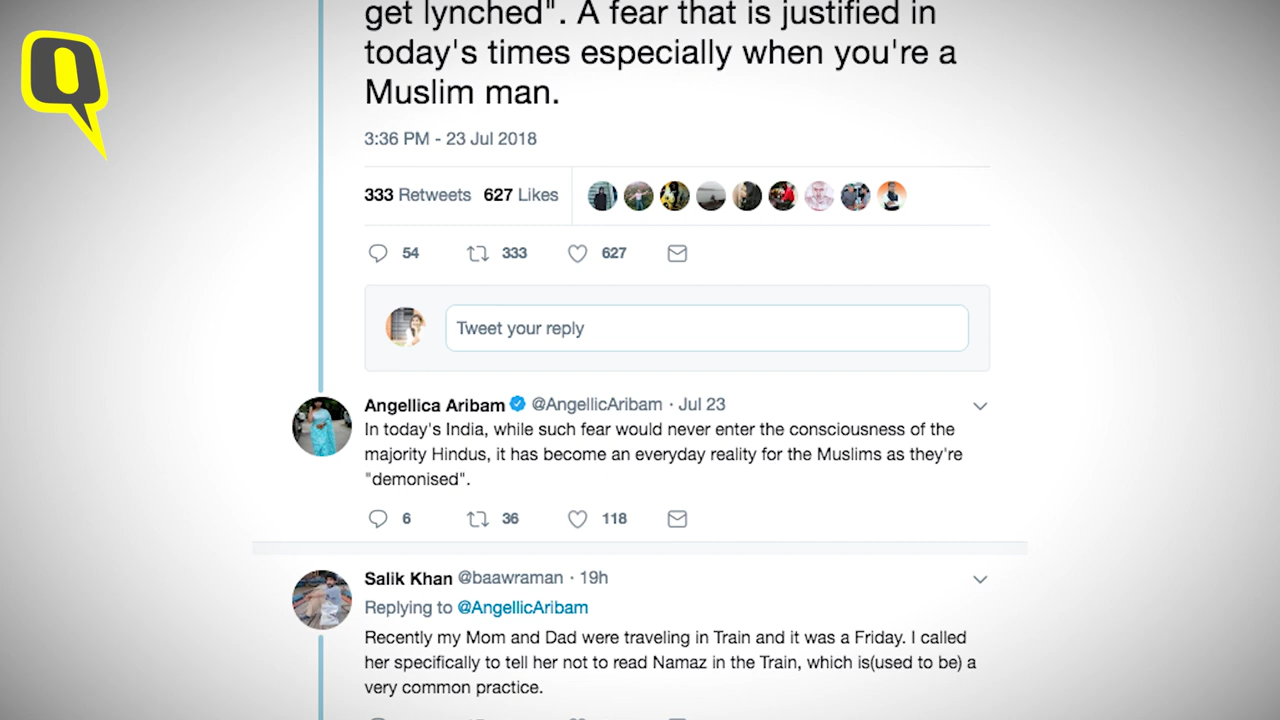 get lynched". A fear that is justified in
today's times especially when you're a
Muslim man.
3:36 PM - 23 Jul 2018
333 Retweets 627 Likes
54 333 627
Tweet your reply
Angellica Aribam @AngellicAribam · Jul 23
In today's India, while such fear would never enter the consciousness of the
majority Hindus, it has become an everyday reality for the Muslims as they're
"demonised".
6 36 118
Salik Khan @baawraman · 19h
Replying to @AngellicAribam
Recently my Mom and Dad were traveling in Train and it was a Friday. I called
her specifically to tell her not to read Namaz in the Train, which is(used to be) a
very common practice.